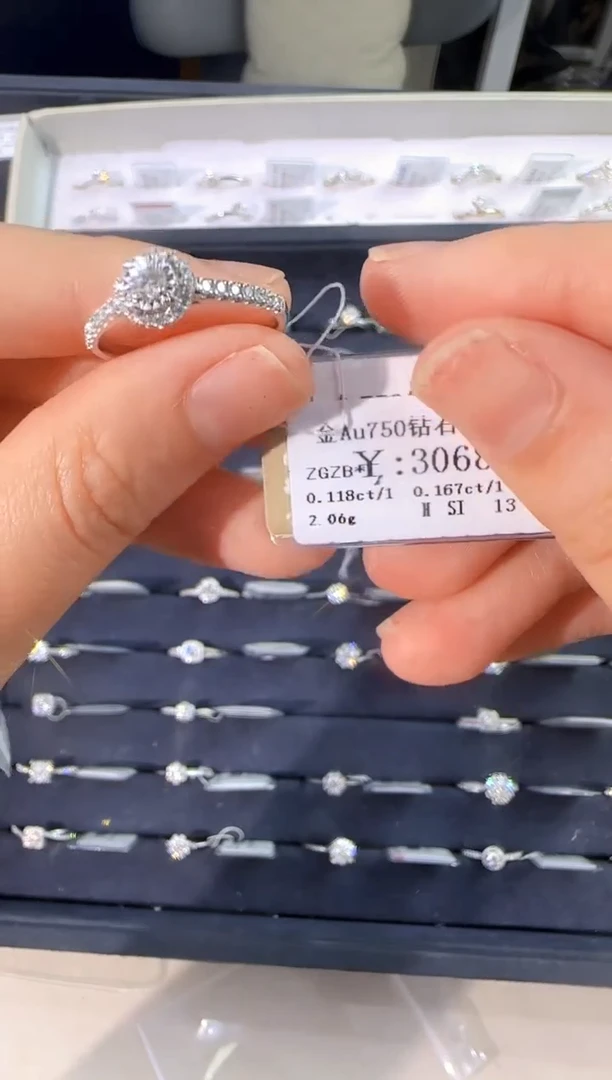 金Au750钻石
ZGZB
¥:3068
0.118ct/1 0.167ct/1
2.06g H SI 13